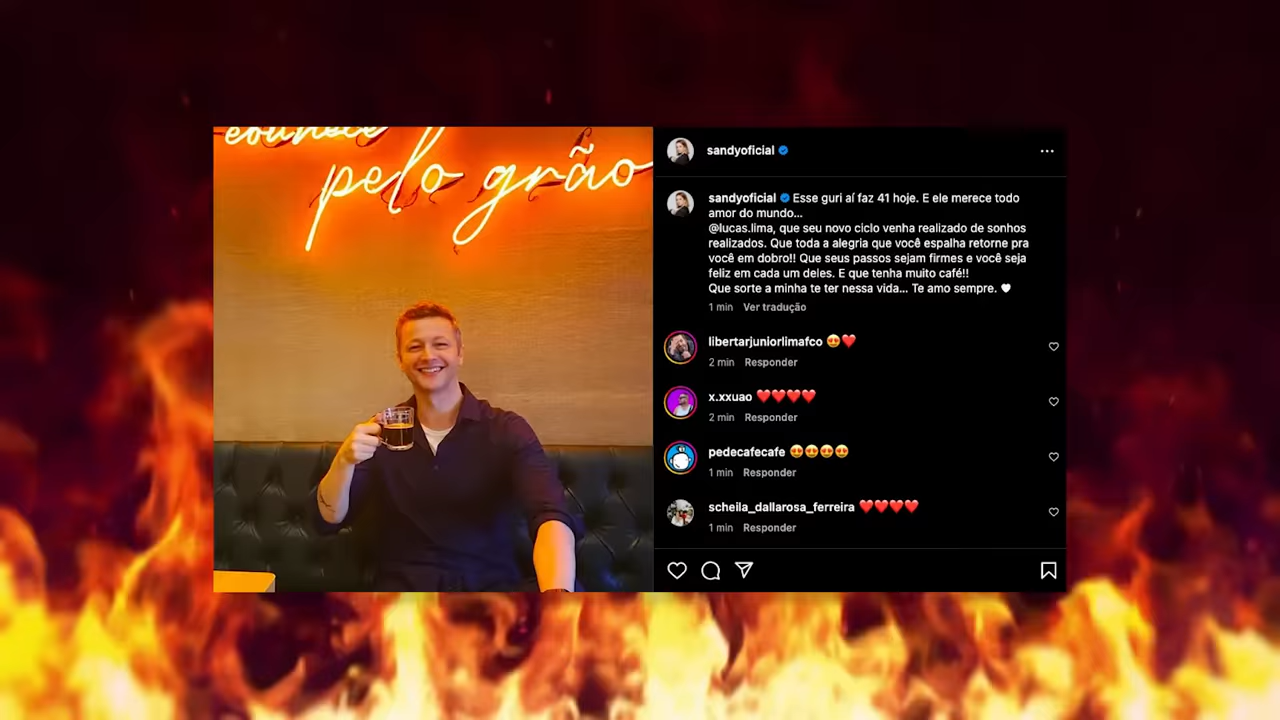 pelo grão
sandyoficial
sandyoficial Esse guri aí faz 41 hoje. E ele merece todo
amor do mundo...
@lucas.lima, que seu novo ciclo venha realizado de sonhos
realizados. Que toda a alegria que você espalha retorne pra
você em dobro!! Que seus passos sejam firmes e você seja
feliz em cada um deles. E que tenha muito café!!
Que sorte a minha te ter nessa vida... Te amo sempre. 🤍
1 min Ver tradução
libertarjuniorlimafco 😍❤️
2 min Responder
x.xxuao ❤️❤️❤️❤️
2 min Responder
pedecafecafe 😍😍😍😍
1 min Responder
scheila_dallarosa_ferreira ❤️❤️❤️❤️
1 min Responder